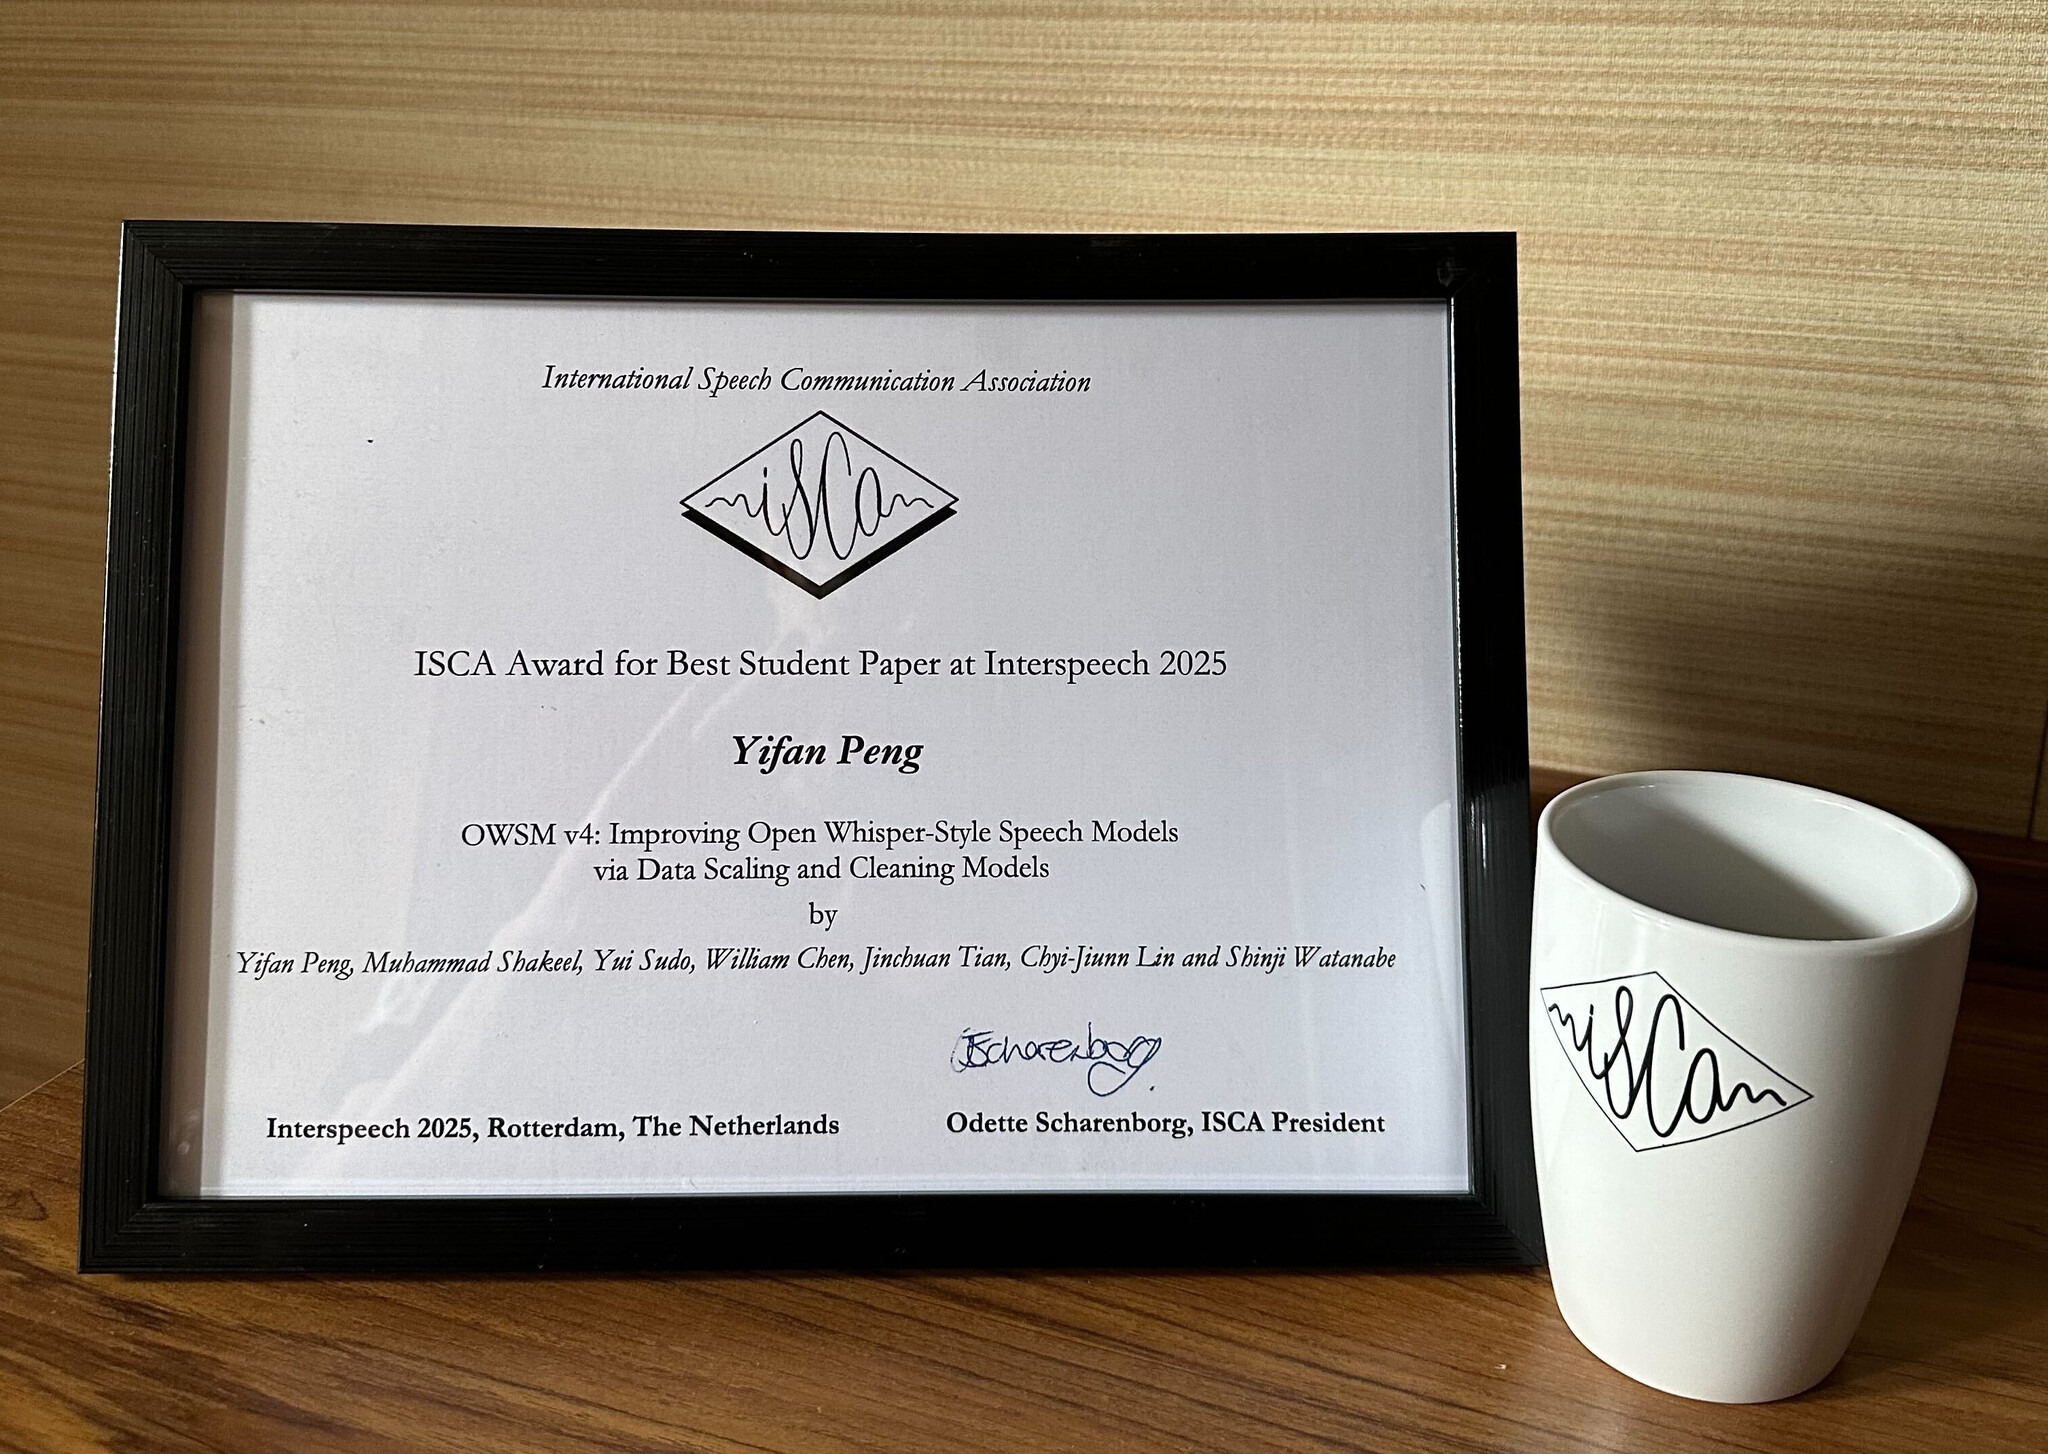 International Speech Communication Association
isca
ISCA Award for Best Student Paper at Interspeech 2025
Yifan Peng
OWSM v4: Improving Open Whisper-Style Speech Models
via Data Scaling and Cleaning Models
by
Yifan Peng, Muhammad Shakeel, Yui Sudo, William Chen, Jinchuan Tian, Chyi-Jiunn Lin and Shinji Watanabe
OEScharenborg
Interspeech 2025, Rotterdam, The Netherlands
Odette Scharenborg, ISCA President
isca